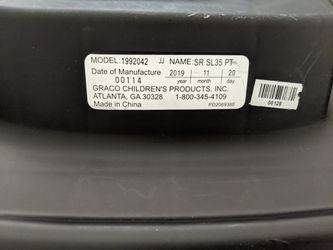 MODEL:1992042 JJ NAME:SR SL35 PT
Date of Manufacture 2019 11 20
00114 year month day
GRACO CHILDREN'S PRODUCTS, INC.
ATLANTA, GA 30328 1-800-345-4109
Made in China
00128